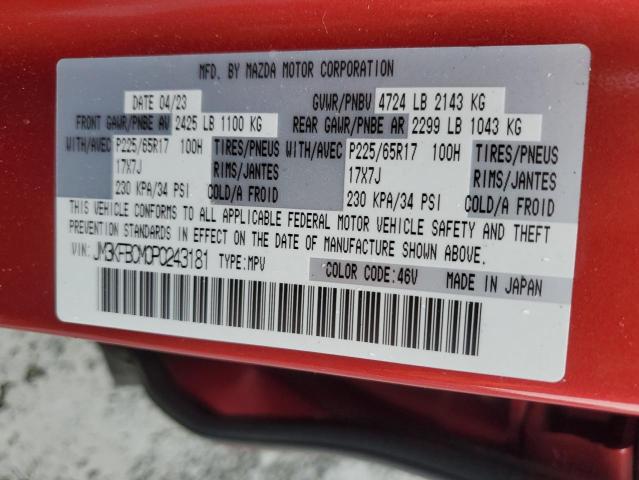 MFD. BY MAZDA MOTOR CORPORATION
DATE 04/23 GVWR/PNBV 4724 LB 2143 KG
FRONT GAWR/PNBE AV 2425 LB 1100 KG REAR GAWR/PNBE AR 2299 LB 1043 KG
WITH/AVEC P225/65R17 100H TIRES/PNEUS WITH/AVEC P225/65R17 100H TIRES/PNEUS
17X7J RIMS/JANTES 17X7J RIMS/JANTES
230 KPA/34 PSI COLD/A FROID 230 KPA/34 PSI COLD/A FROID
THIS VEHICLE CONFORMS TO ALL APPLICABLE FEDERAL MOTOR VEHICLE SAFETY AND THEFT
PREVENTION STANDARDS IN EFFECT ON THE DATE OF MANUFACTURE SHOWN ABOVE.
VIN: JM3KFBCM0P0243181 TYPE:MPV COLOR CODE:46V MADE IN JAPAN